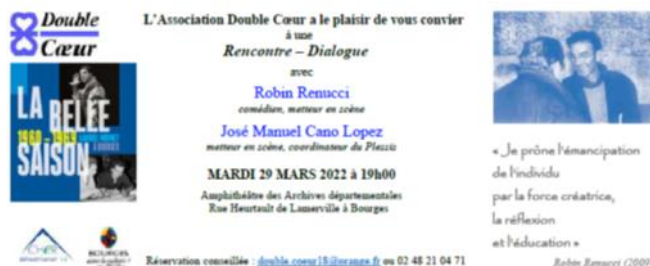 Double
Cœur
LA BELLE
1960 - 1969
SAISON
CHER
BOURGES
L'Association Double Cœur a le plaisir de vous convier
à une
Rencontre – Dialogue
avec
Robin Renucci
comédien, metteur en scène
José Manuel Cano Lopez
metteur en scène, coordinateur du Plessis
MARDI 29 MARS 2022 à 19h00
Amphithéâtre des Archives départementales
Rue Heurtault de Lamerville à Bourges
Réservation conseillée : double.coeur18@orange.fr ou 02 48 21 04 71
« Je prône l'émancipation
de l'individu
par la force créatrice,
la réflexion
et l'éducation »
Robin Renucci (2009)